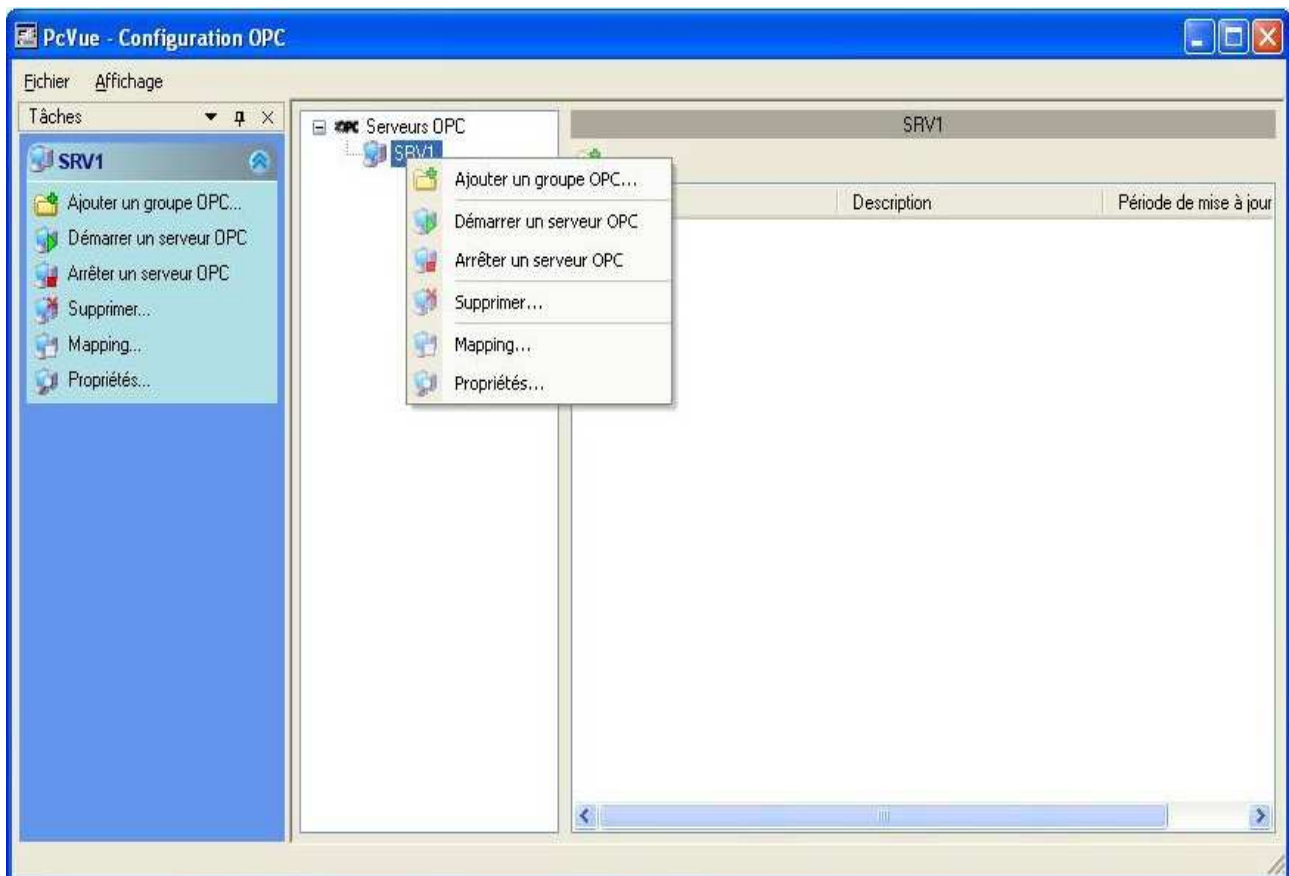 PcVue - Configuration OPC
Fichier Affichage
Tâches
SRV1
Ajouter un groupe OPC...
Démarrer un serveur OPC
Arrêter un serveur OPC
Supprimer...
Mapping...
Propriétés...
OPC Serveurs OPC
SRV1
Ajouter un groupe OPC...
Démarrer un serveur OPC
Arrêter un serveur OPC
Supprimer...
Mapping...
Propriétés...
SRV1
Description Période de mise à jour